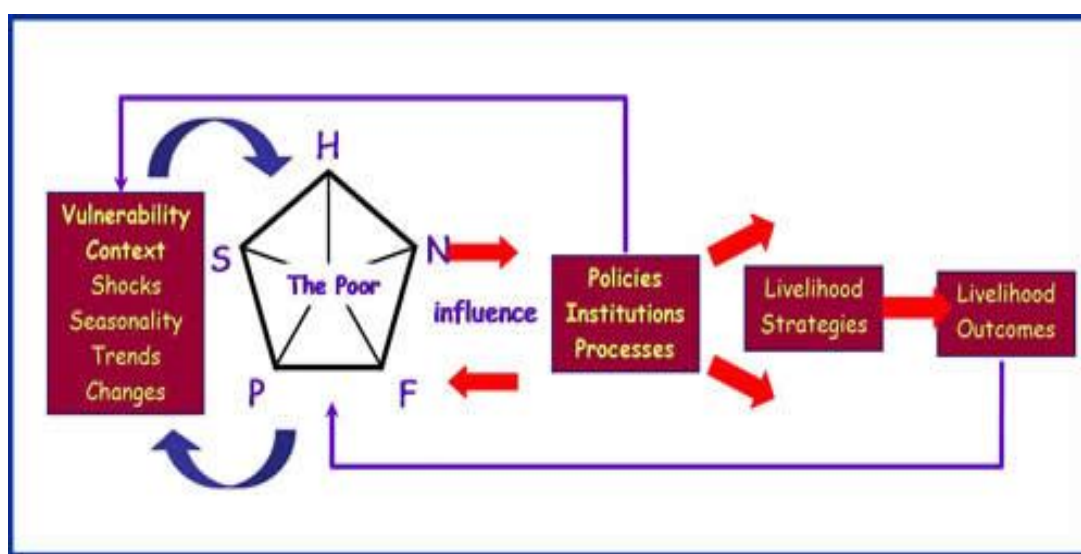 Vulnerability
Context
Shocks
Seasonality
Trends
Changes
H
S
N
The Poor
P
F
influence
Policies
Institutions
Processes
Livelihood
Strategies
Livelihood
Outcomes